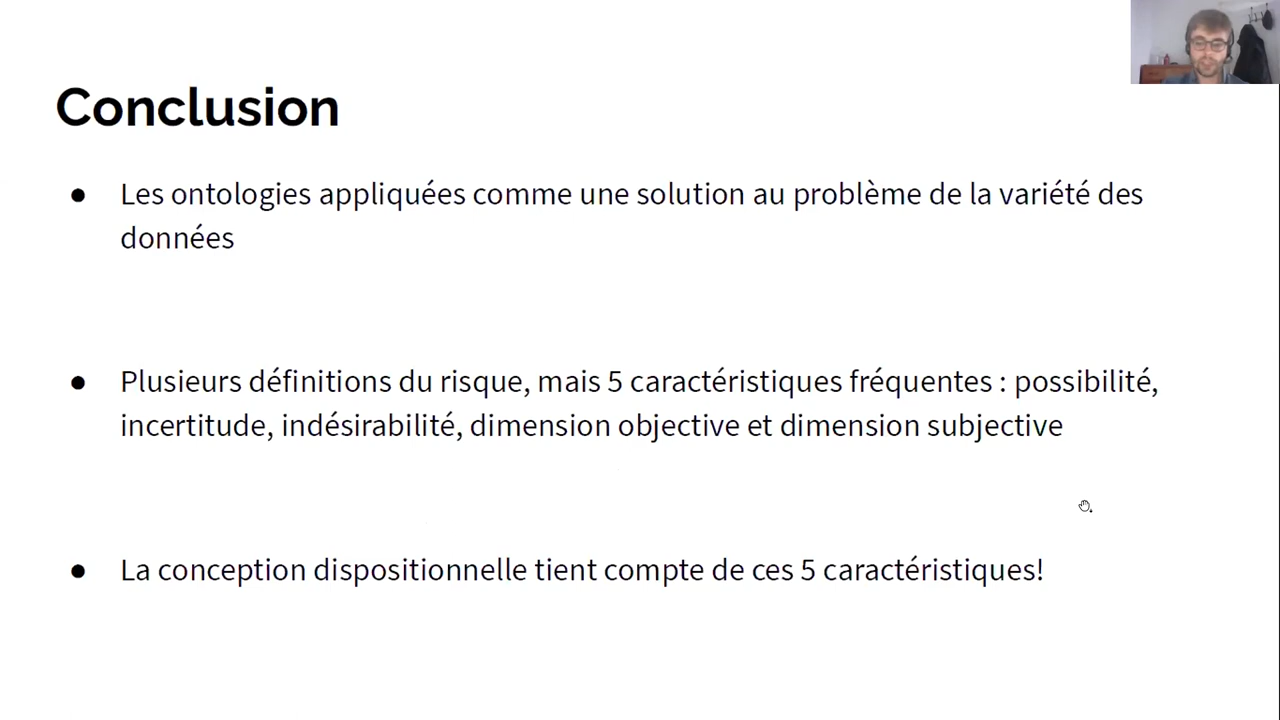 Conclusion
● Les ontologies appliquées comme une solution au problème de la variété des
données
● Plusieurs définitions du risque, mais 5 caractéristiques fréquentes : possibilité,
incertitude, indésirabilité, dimension objective et dimension subjective
● La conception dispositionnelle tient compte de ces 5 caractéristiques!